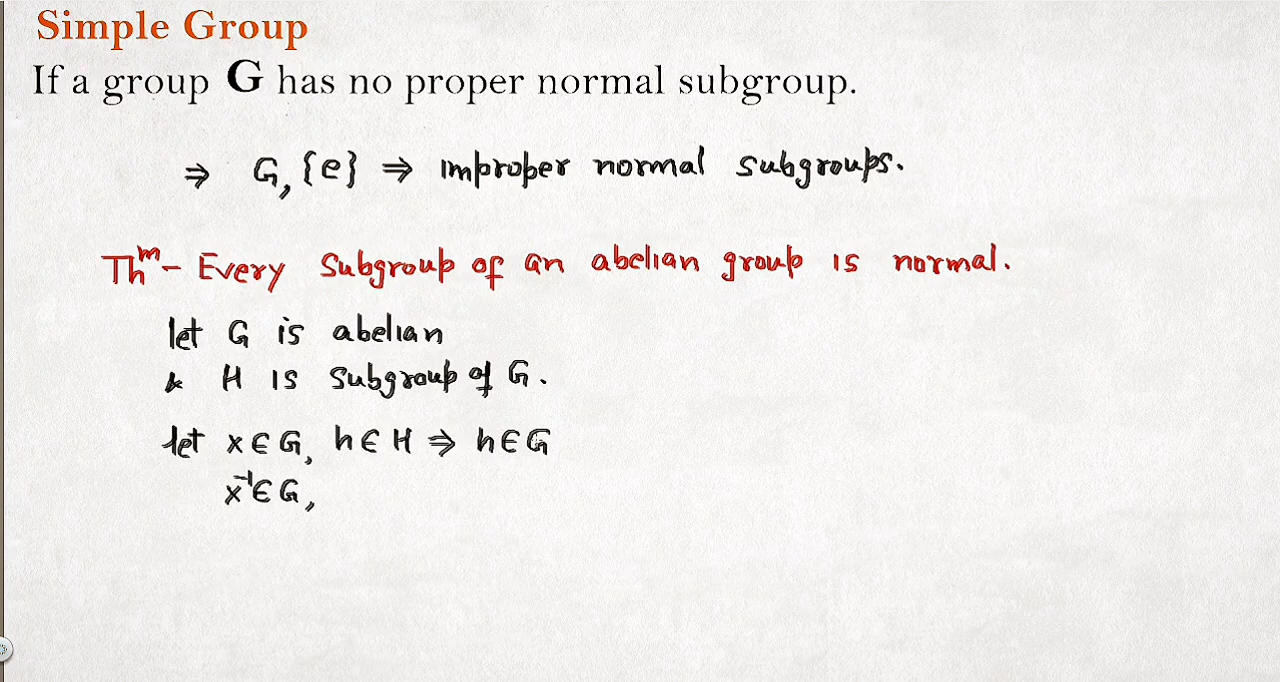 Simple Group
If a group G has no proper normal subgroup.
⇒ G, {e} ⇒ improper normal subgroups.
Thᵐ- Every Subgroup of an abelian group is normal.
let G is abelian
& H is Subgroup of G.
let x∈G, h∈H ⇒ h∈G
x⁻¹∈G,